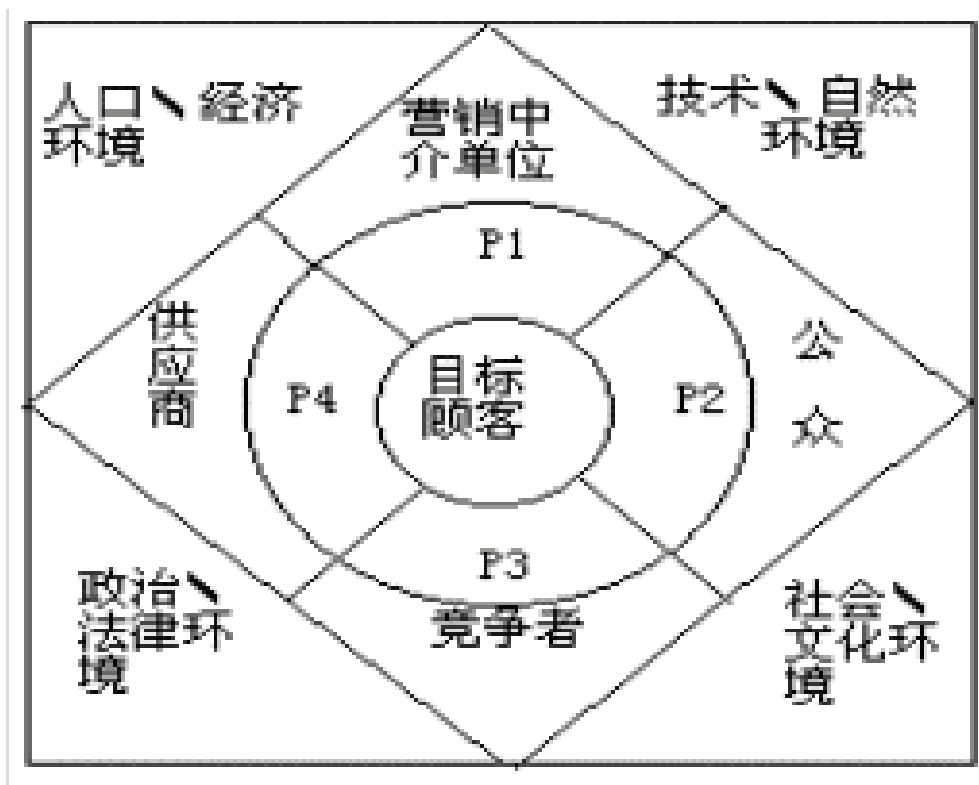 人口、经济
环境
营销中
介单位
技术、自然
环境
P1
供
应
商
P4
目标
顾客
P2
公
众
P3
竞争者
政治、
法律环
境
社会、
文化环
境